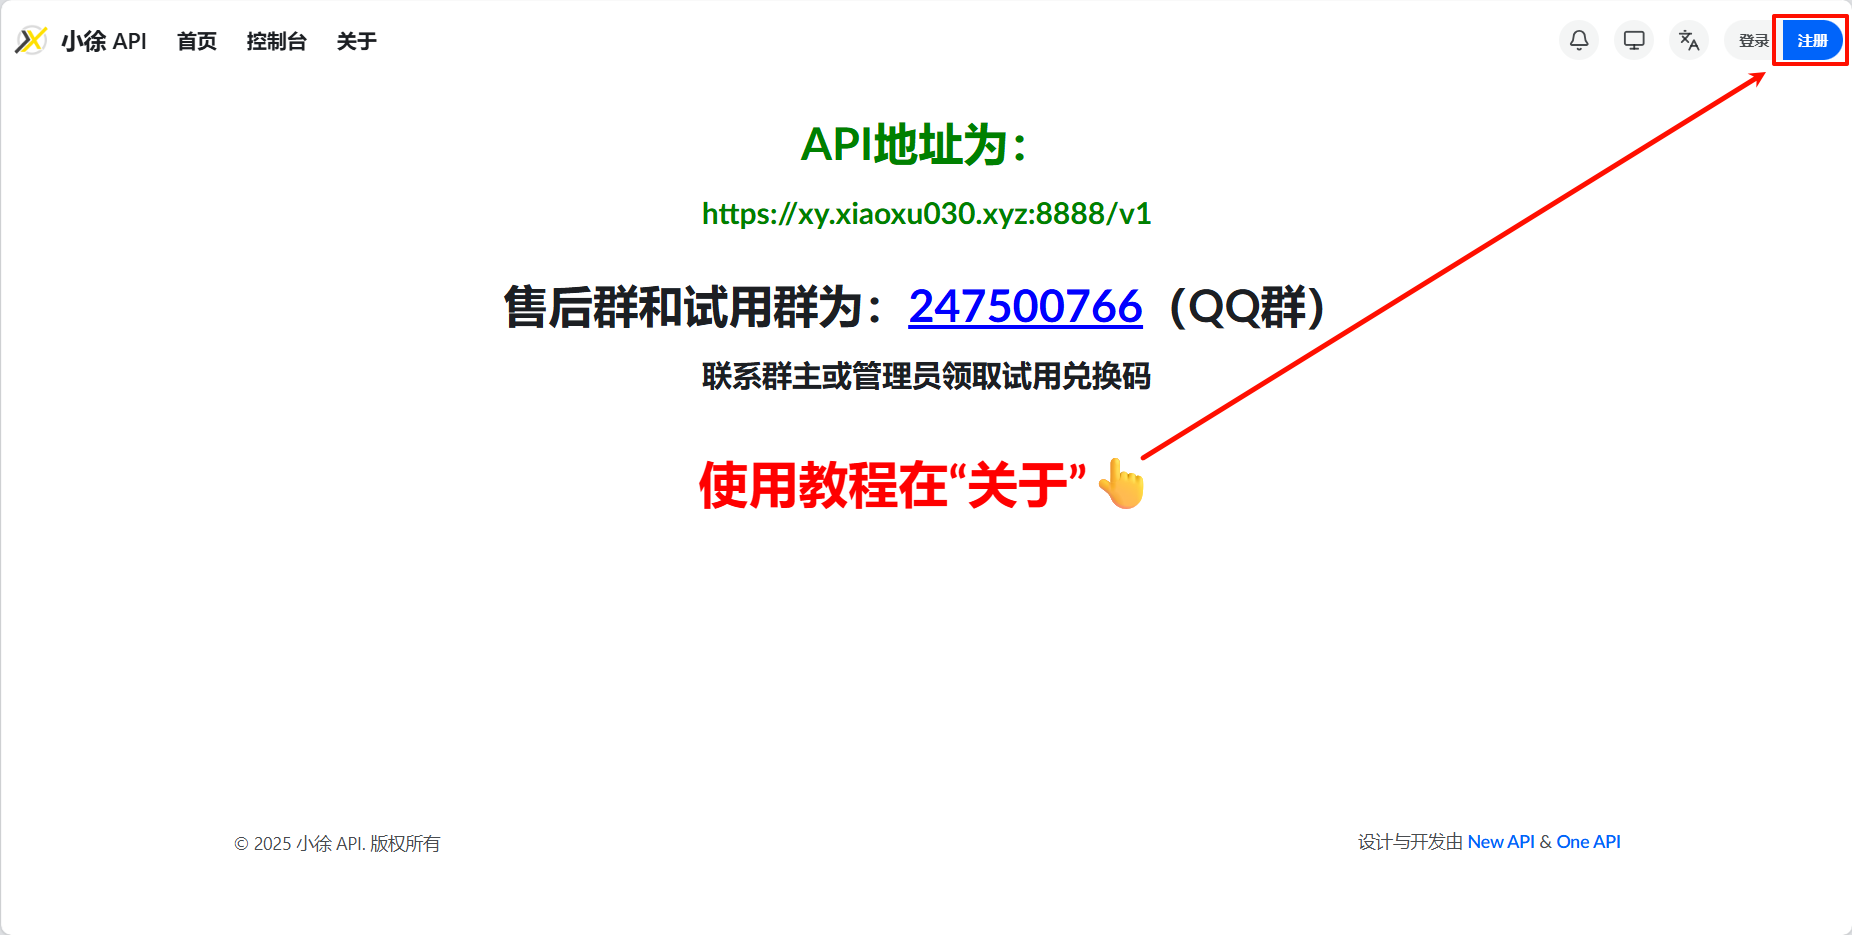 小徐 API 首页 控制台 关于 登录 注册
API地址为：
https://xy.xiaoxu030.xyz:8888/v1
售后群和试用群为：247500766（QQ群）
联系群主或管理员领取试用兑换码
使用教程在“关于”👆
© 2025 小徐 API. 版权所有
设计与开发由 New API & One API